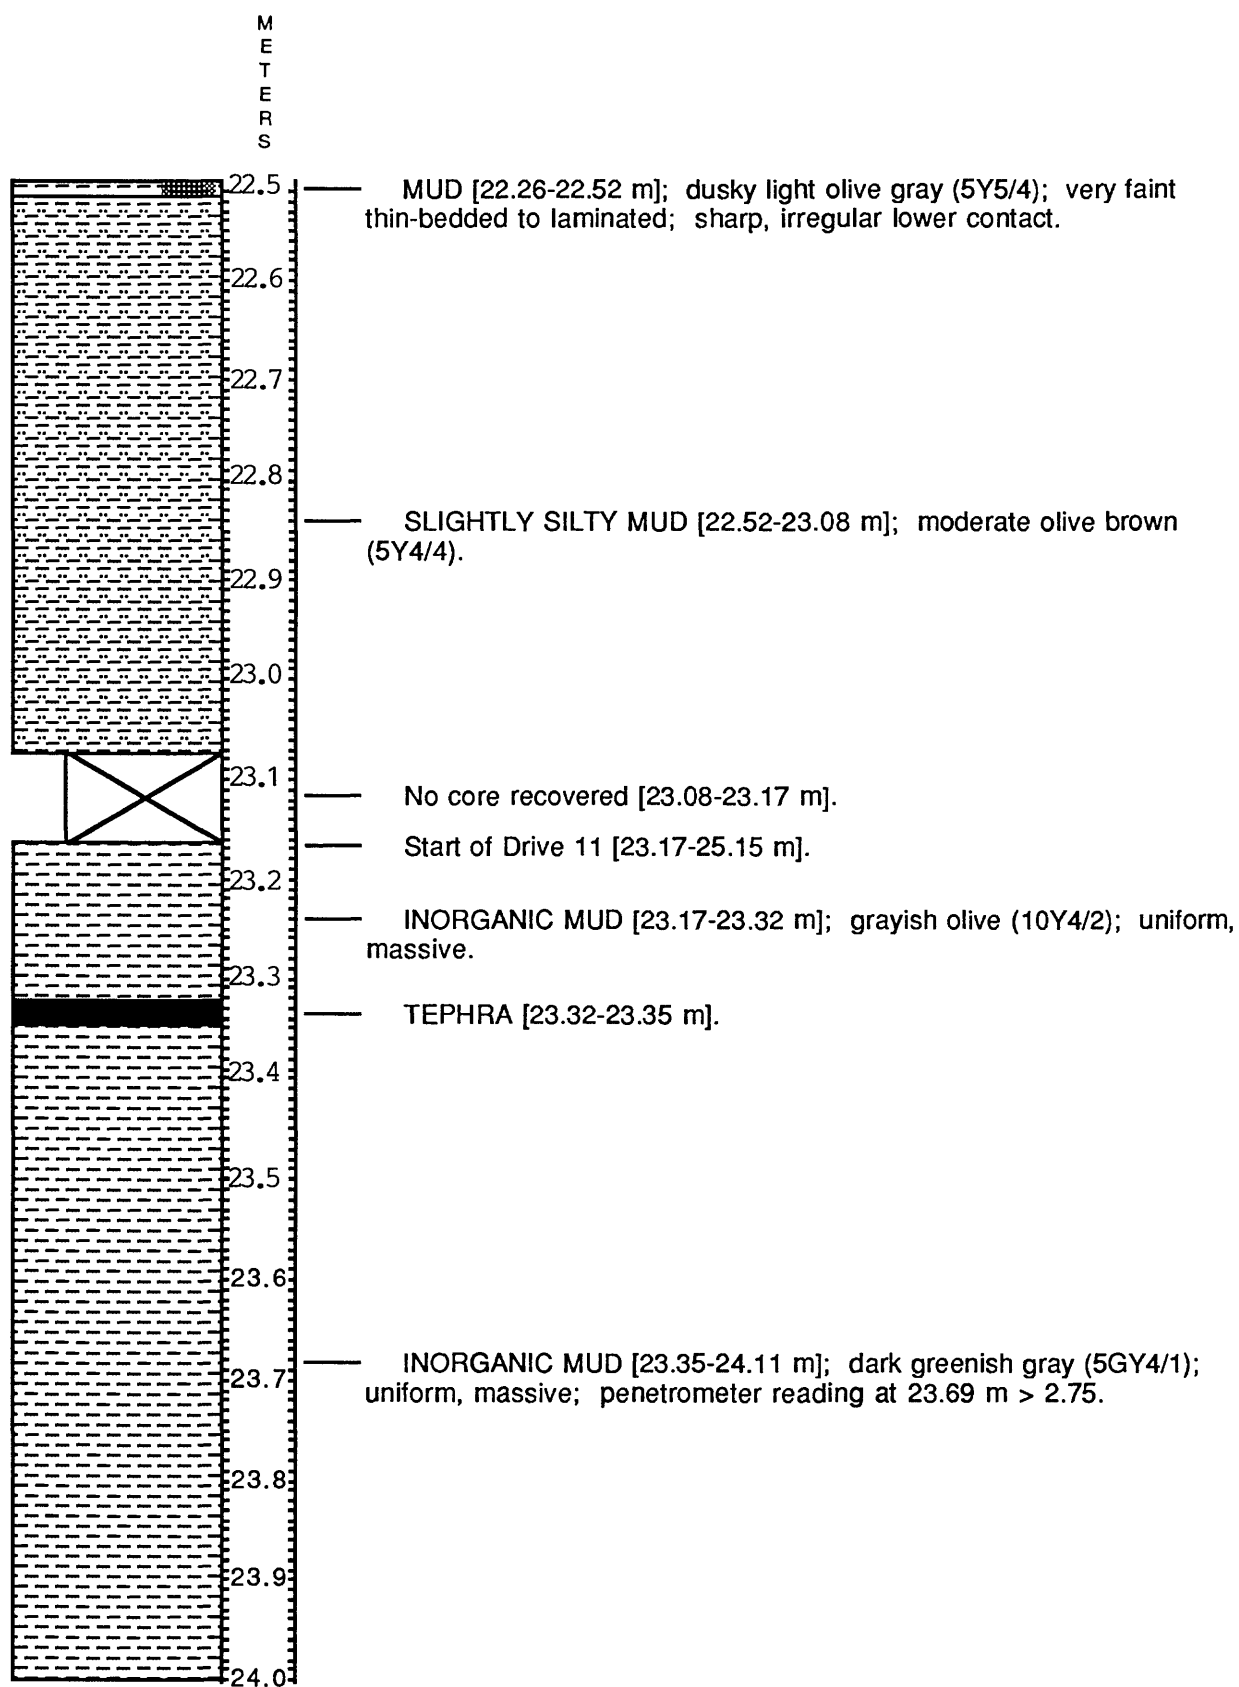 M
E
T
E
R
S
22.5
MUD [22.26-22.52 m]; dusky light olive gray (5Y5/4); very faint
thin-bedded to laminated; sharp, irregular lower contact.
22.6
22.7
22.8
SLIGHTLY SILTY MUD [22.52-23.08 m]; moderate olive brown
(5Y4/4).
22.9
23.0
23.1
No core recovered [23.08-23.17 m].
Start of Drive 11 [23.17-25.15 m].
23.2
INORGANIC MUD [23.17-23.32 m]; grayish olive (10Y4/2); uniform,
massive.
23.3
TEPHRA [23.32-23.35 m].
23.4
23.5
23.6
INORGANIC MUD [23.35-24.11 m]; dark greenish gray (5GY4/1);
23.7
uniform, massive; penetrometer reading at 23.69 m > 2.75.
23.8
23.9
24.0